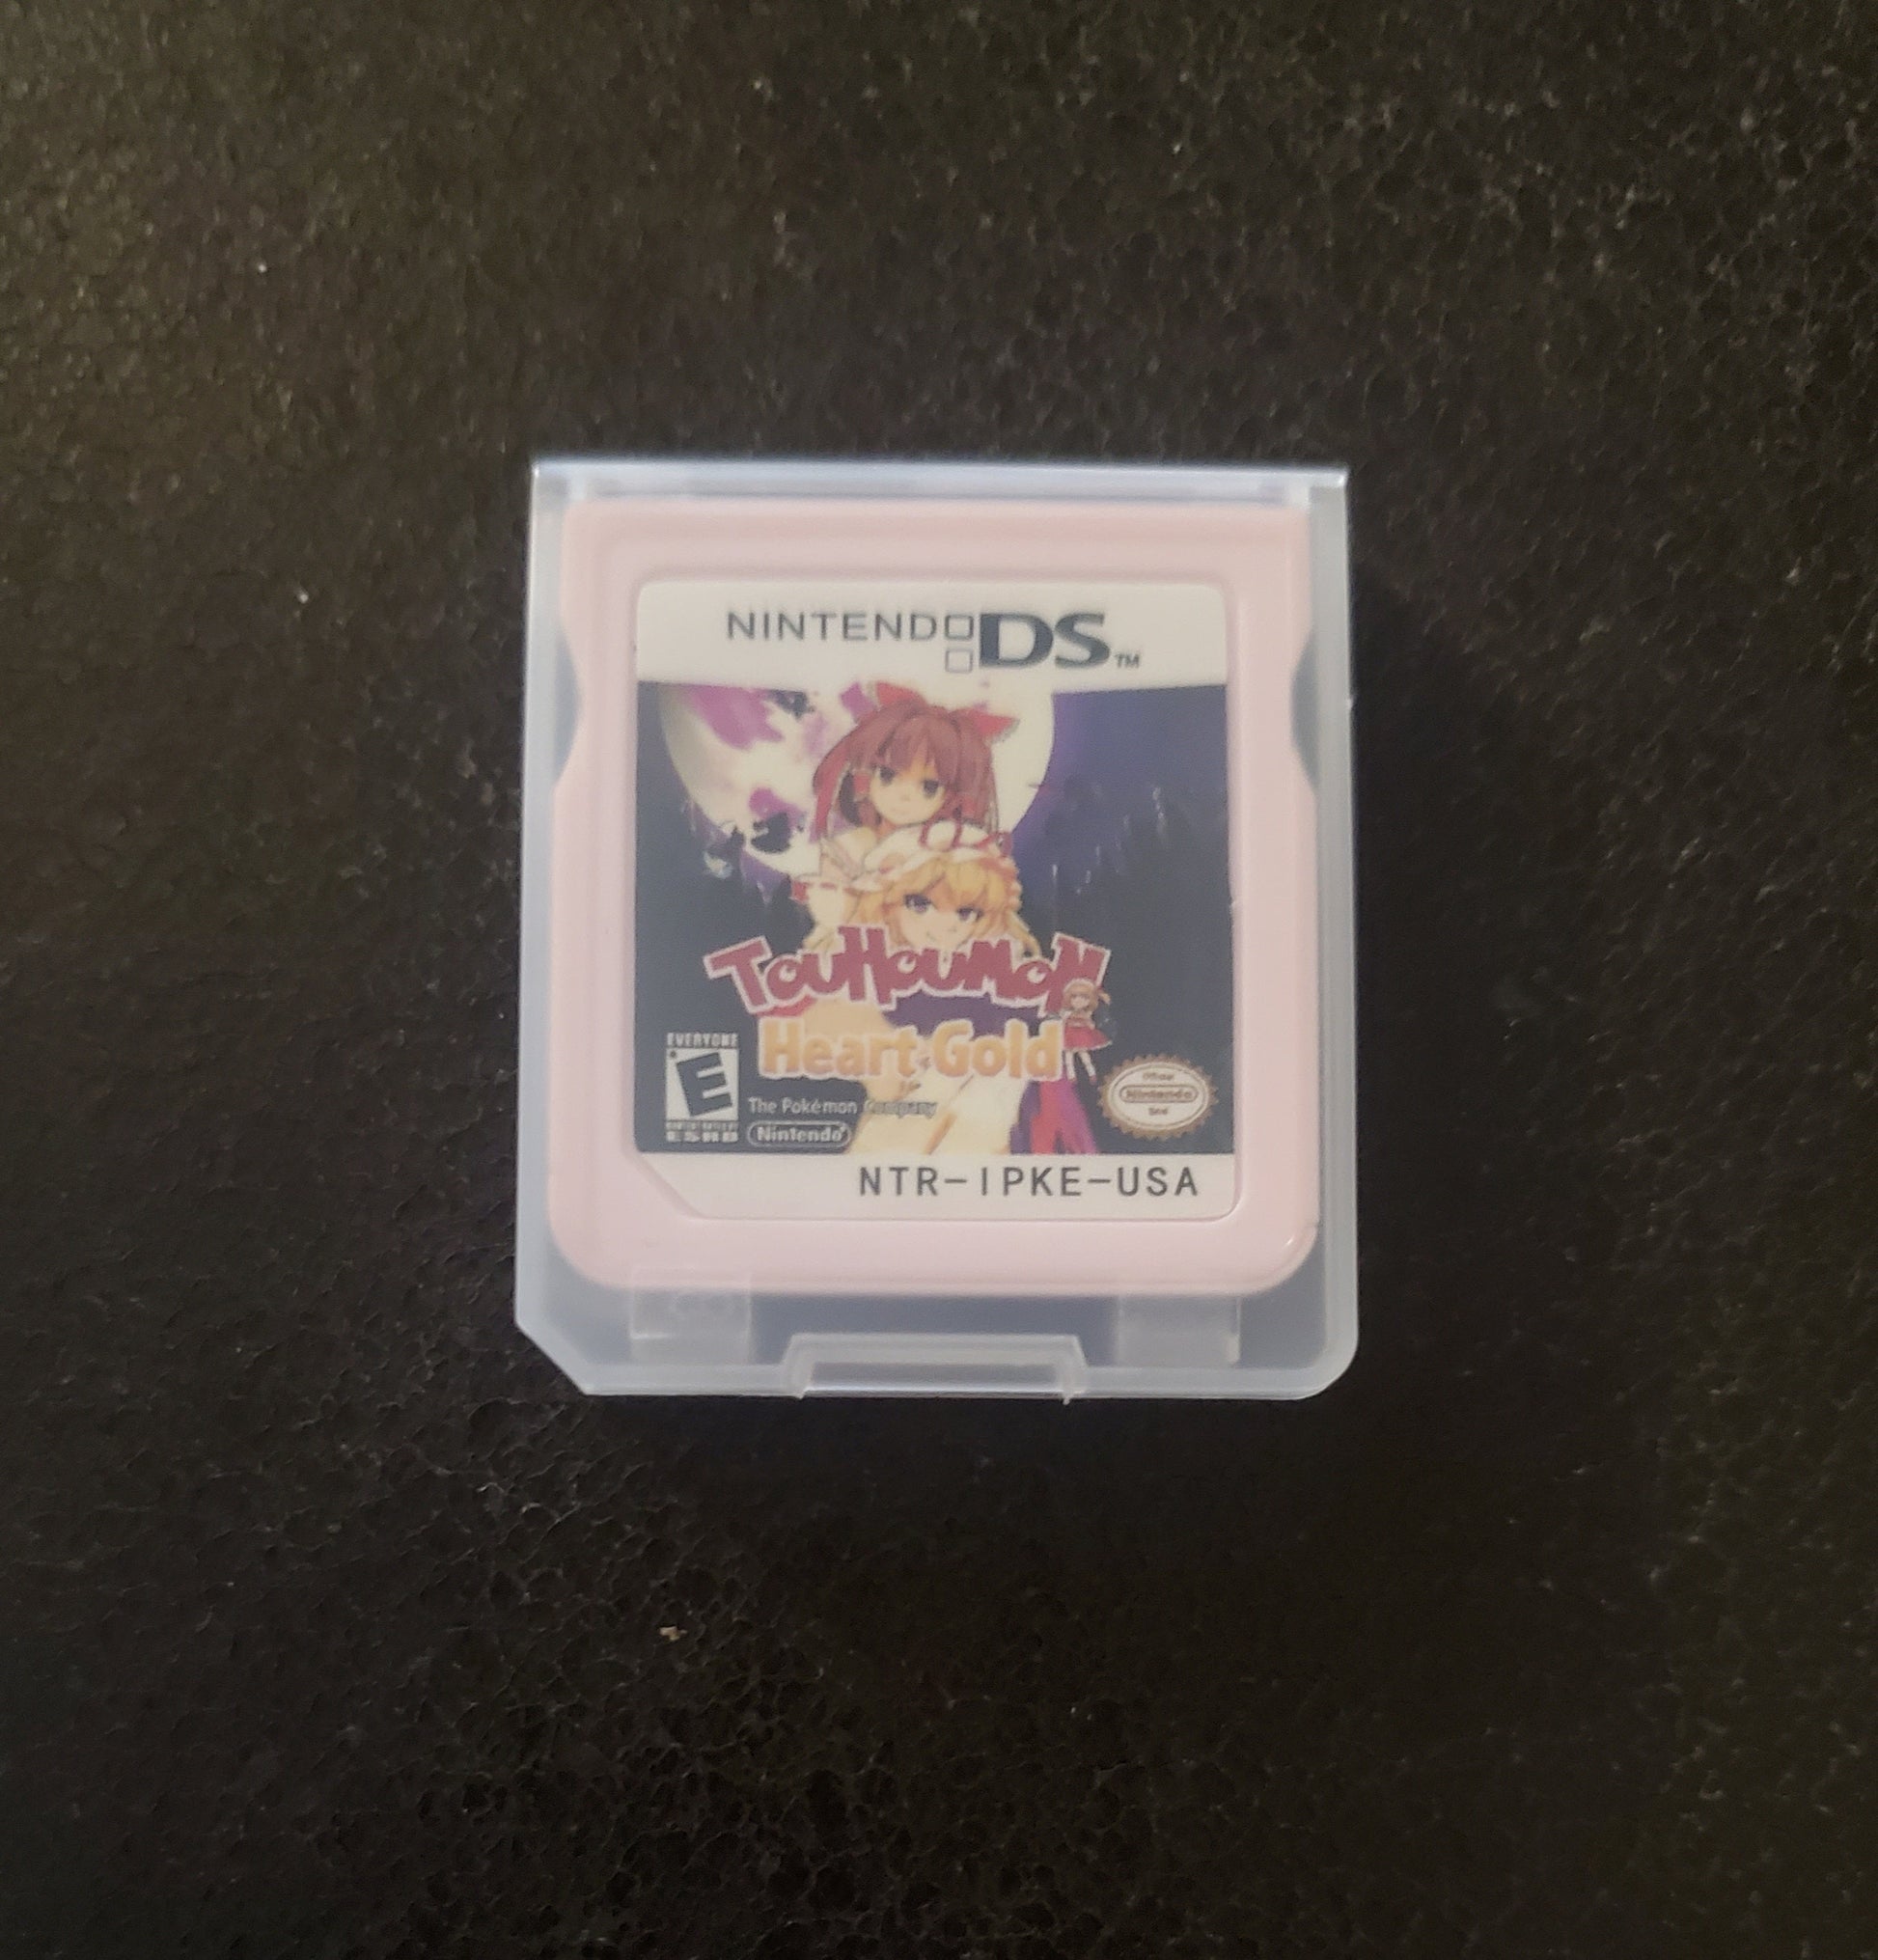 NINTENDO DS™
TouHouMoN
Heart Gold
EVERYONE
E
ESRB
The Pokémon Company
Nintendo
Nintendo
NTR-IPKE-USA